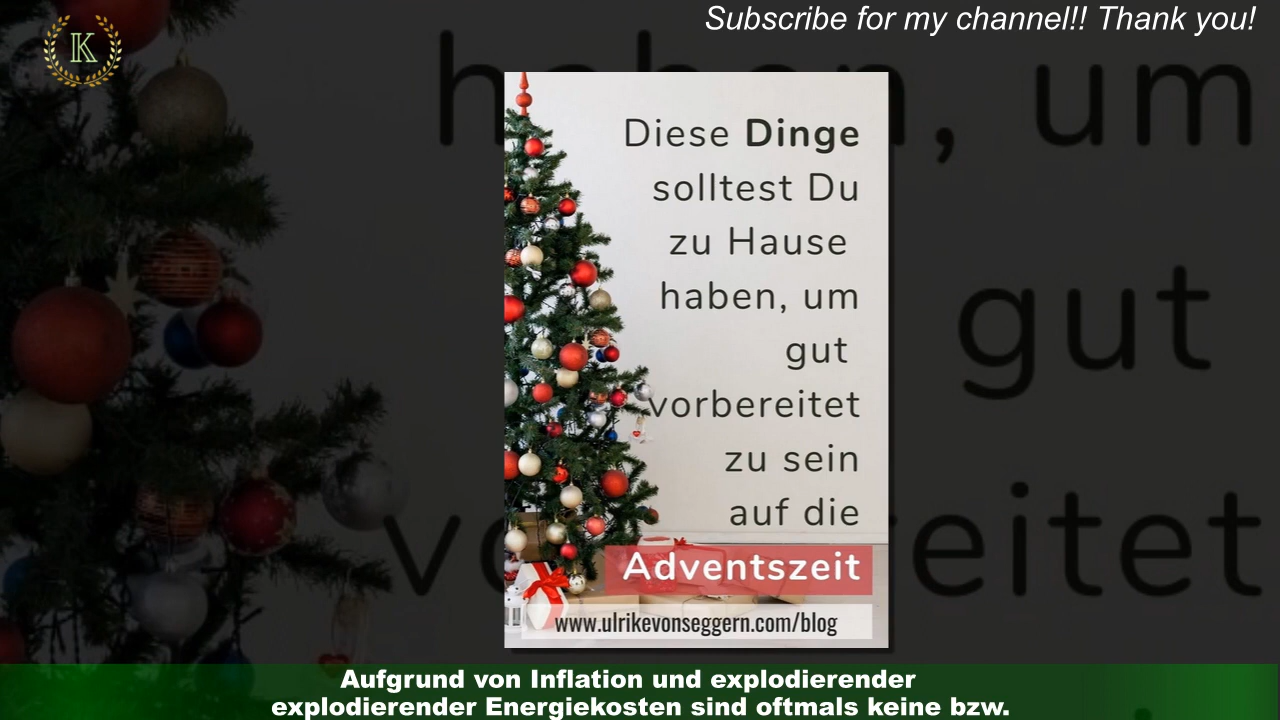 Subscribe for my channel!! Thank you!
K
Diese Dinge
solltest Du
zu Hause
haben, um
gut
vorbereitet
zu sein
auf die
Adventszeit
www.ulrikevonseggern.com/blog
Aufgrund von Inflation und explodierender
explodierender Energiekosten sind oftmals keine bzw.